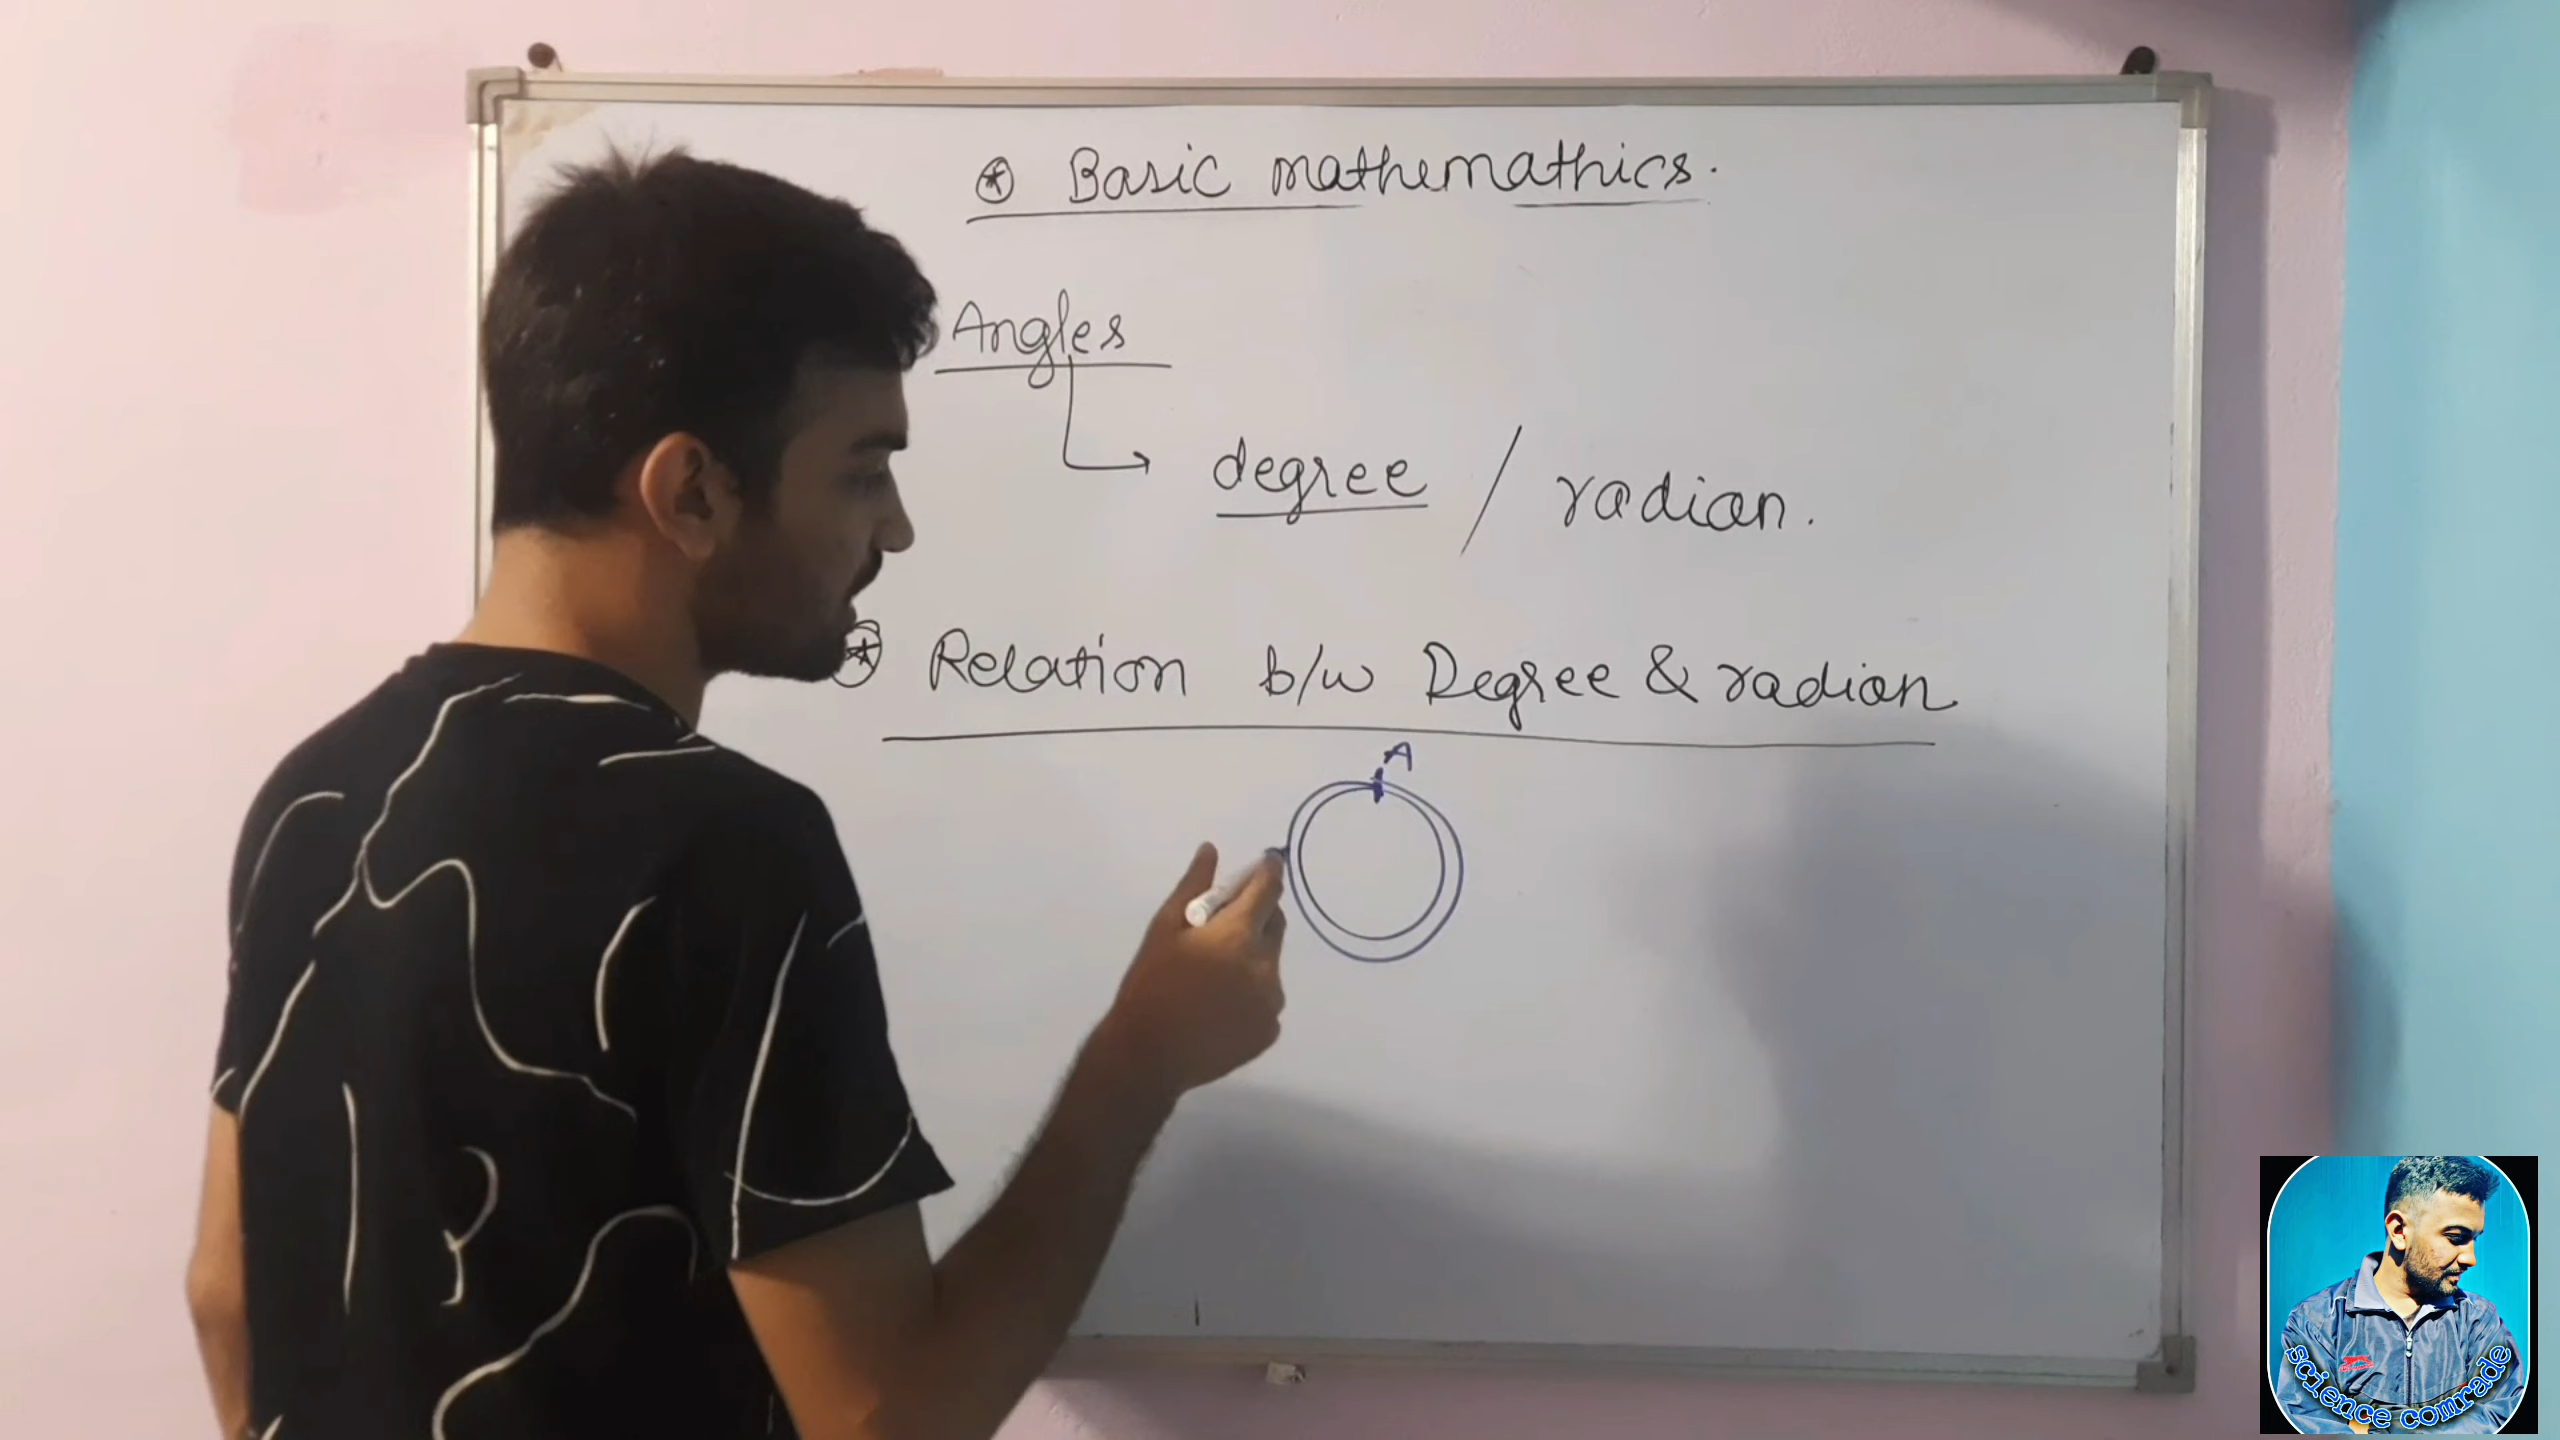 ⊛ Basic mathemathics.
Angles
degree / radian.
⊛ Relation b/w Degree & radian
A
science comrade